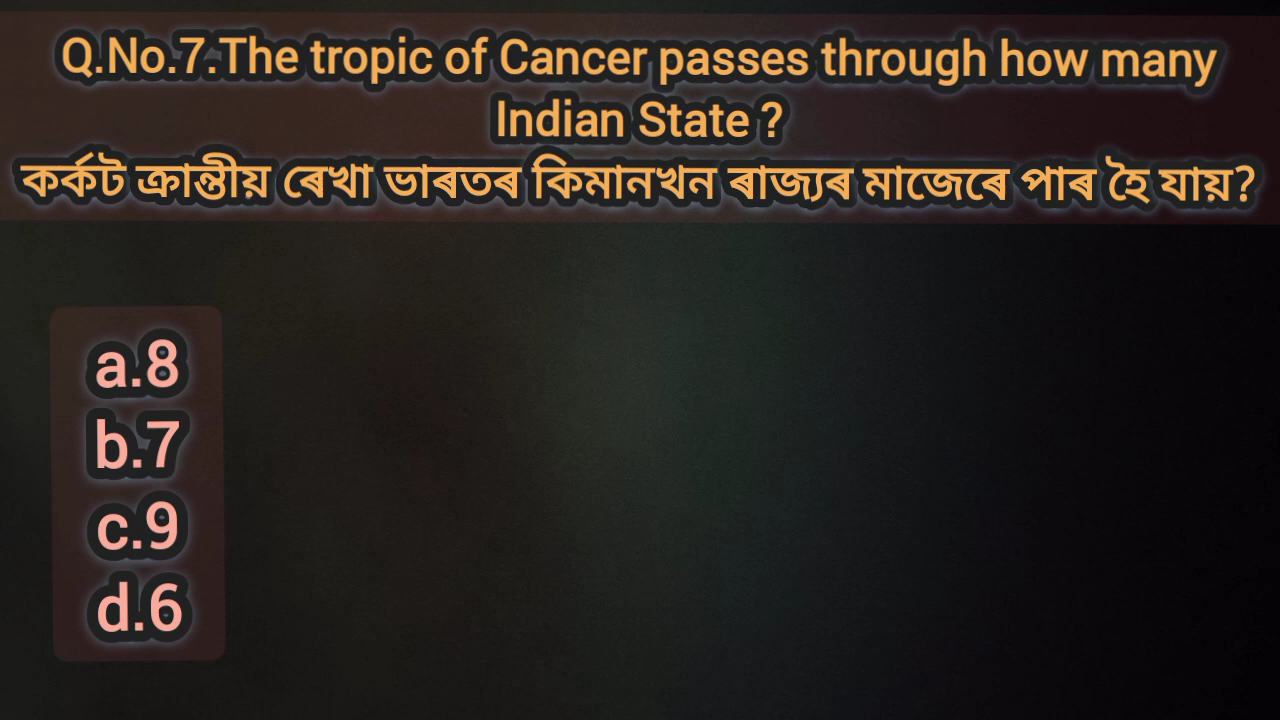 Q.No.7.The tropic of Cancer passes through how many
Indian State ?
কৰ্কট ক্ৰান্তীয় ৰেখা ভাৰতৰ কিমানখন ৰাজ্যৰ মাজেৰে পাৰ হৈ যায়?
a.8
b.7
c.9
d.6